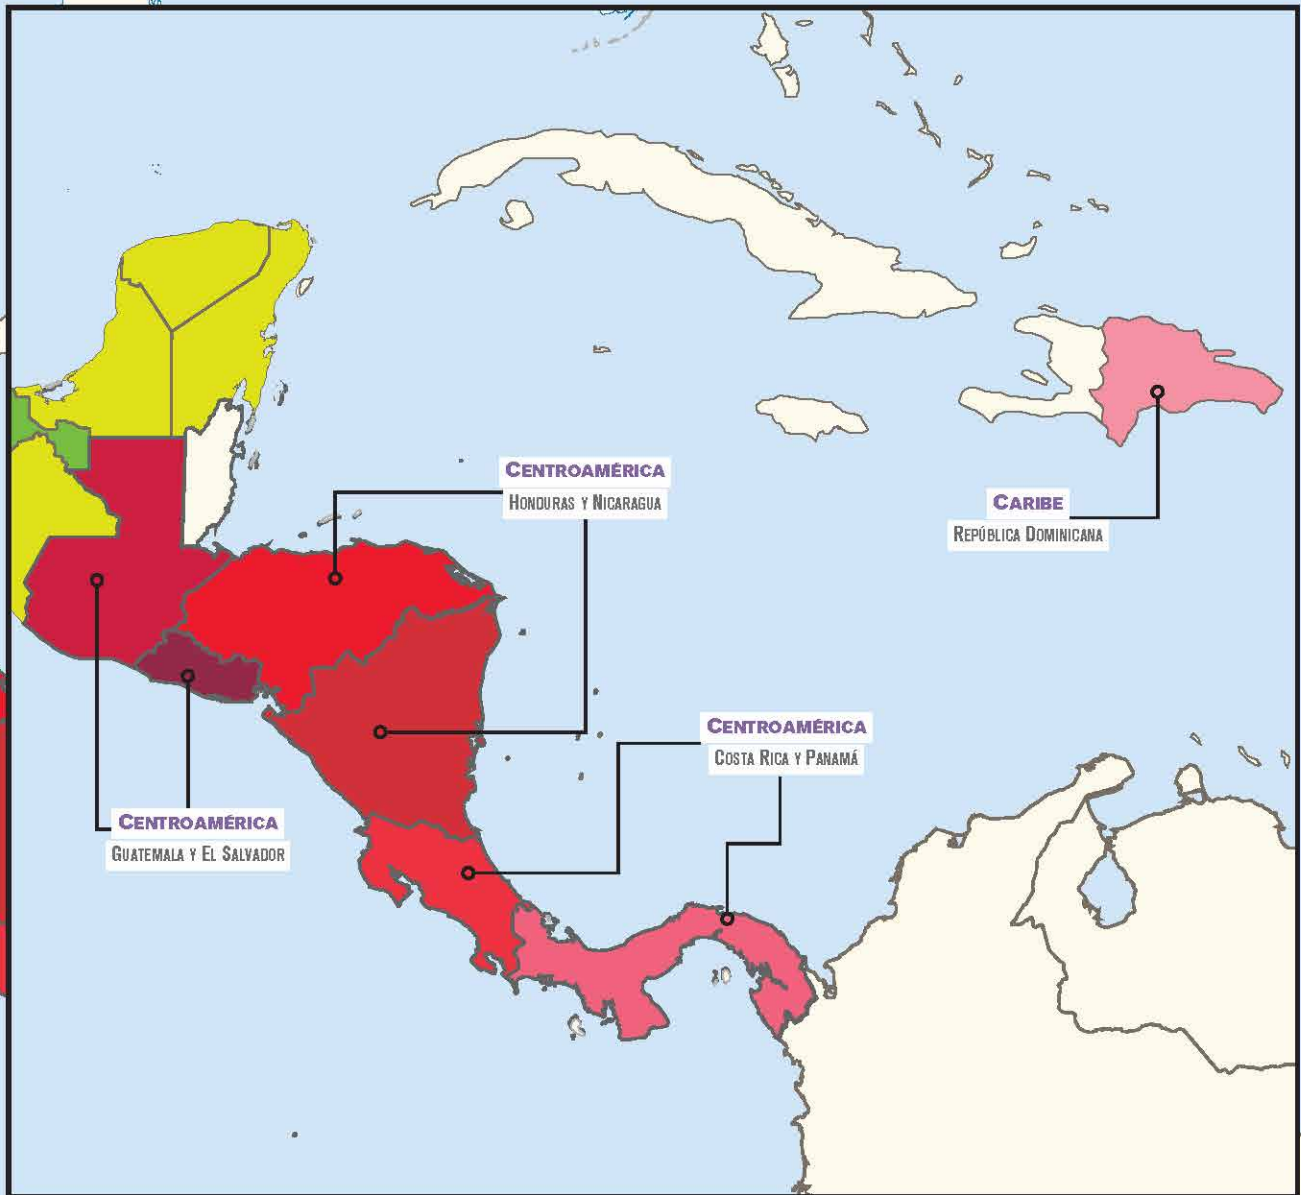 CENTROAMÉRICA
HONDURAS Y NICARAGUA
CARIBE
REPÚBLICA DOMINICANA
CENTROAMÉRICA
COSTA RICA Y PANAMÁ
CENTROAMÉRICA
GUATEMALA Y EL SALVADOR